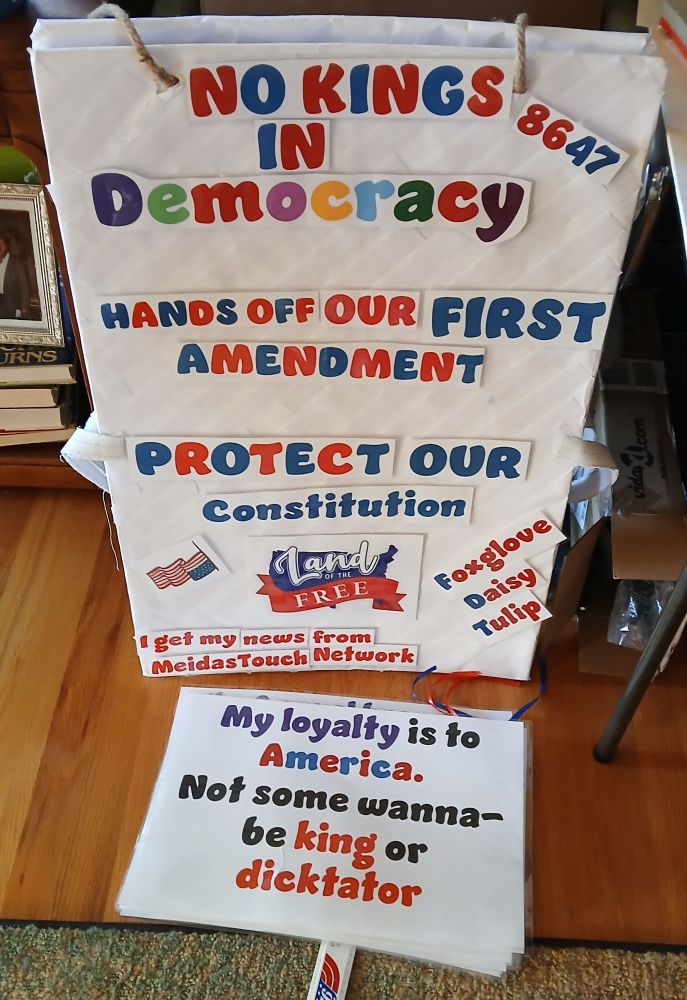 NO KINGS
8647
IN
Democracy
HANDS OFF OUR FIRST
AMENDMENT
PROTECT OUR
Constitution
Land
OF THE
FREE
Foxglove
Daisy
Tulip
I get my news from
MeidasTouch Network
My loyalty is to
America.
Not some wanna-
be king or
dicktator
URNS